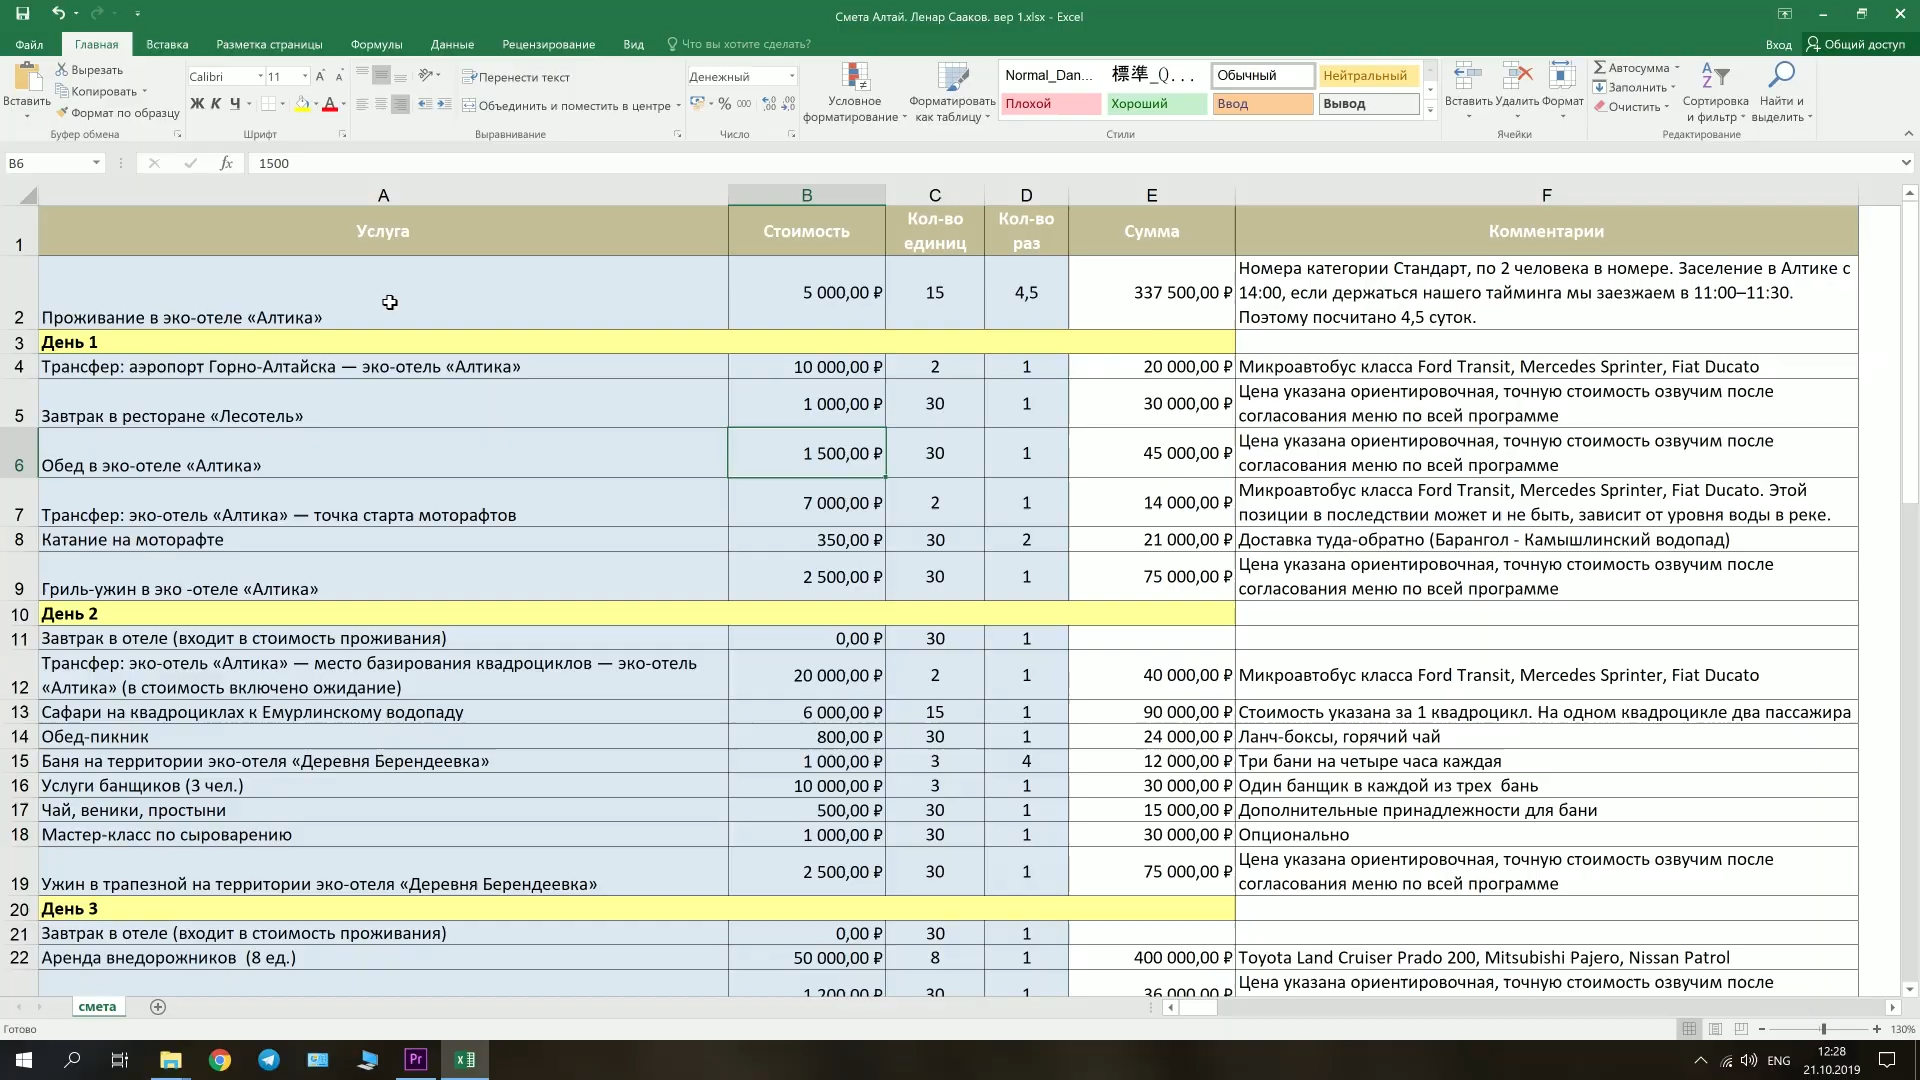 Смета Алтай. Ленар Сааков. вер 1.xlsx - Excel
Файл Главная Вставка Разметка страницы Формулы Данные Рецензирование Вид Что вы хотите сделать? Вход Общий доступ
Вставить Вырезать Копировать Формат по образцу
Calibri 11
Ж К Ч
Перенести текст
Объединить и поместить в центре
Денежный
% 000
Условное форматирование
Форматировать как таблицу
Normal_Dan... 標準_()... Обычный Нейтральный
Плохой Хороший Ввод Вывод
Вставить Удалить Формат
Автосумма
Заполнить
Очистить
Сортировка и фильтр
Найти и выделить
Буфер обмена Шрифт Выравнивание Число Стили Ячейки Редактирование
B6 fx 1500
A B C D E F
1 Услуга Стоимость Кол-во единиц Кол-во раз Сумма Комментарии
2 Проживание в эко-отеле «Алтика» 5 000,00 ₽ 15 4,5 337 500,00 ₽ Номера категории Стандарт, по 2 человека в номере. Заселение в Алтике с
14:00, если держаться нашего тайминга мы заезжаем в 11:00–11:30.
Поэтому посчитано 4,5 суток.
3 День 1
4 Трансфер: аэропорт Горно-Алтайска — эко-отель «Алтика» 10 000,00 ₽ 2 1 20 000,00 ₽ Микроавтобус класса Ford Transit, Mercedes Sprinter, Fiat Ducato
5 Завтрак в ресторане «Лесотель» 1 000,00 ₽ 30 1 30 000,00 ₽ Цена указана ориентировочная, точную стоимость озвучим после
согласования меню по всей программе
6 Обед в эко-отеле «Алтика» 1 500,00 ₽ 30 1 45 000,00 ₽ Цена указана ориентировочная, точную стоимость озвучим после
согласования меню по всей программе
7 Трансфер: эко-отель «Алтика» — точка старта моторафтов 7 000,00 ₽ 2 1 14 000,00 ₽ Микроавтобус класса Ford Transit, Mercedes Sprinter, Fiat Ducato. Этой
позиции в последствии может и не быть, зависит от уровня воды в реке.
8 Катание на моторафте 350,00 ₽ 30 2 21 000,00 ₽ Доставка туда-обратно (Барангол - Камышлинский водопад)
9 Гриль-ужин в эко -отеле «Алтика» 2 500,00 ₽ 30 1 75 000,00 ₽ Цена указана ориентировочная, точную стоимость озвучим после
согласования меню по всей программе
10 День 2
11 Завтрак в отеле (входит в стоимость проживания) 0,00 ₽ 30 1
12 Трансфер: эко-отель «Алтика» — место базирования квадроциклов — эко-отель
«Алтика» (в стоимость включено ожидание) 20 000,00 ₽ 2 1 40 000,00 ₽ Микроавтобус класса Ford Transit, Mercedes Sprinter, Fiat Ducato
13 Сафари на квадроциклах к Емурлинскому водопаду 6 000,00 ₽ 15 1 90 000,00 ₽ Стоимость указана за 1 квадроцикл. На одном квадроцикле два пассажира
14 Обед-пикник 800,00 ₽ 30 1 24 000,00 ₽ Ланч-боксы, горячий чай
15 Баня на территории эко-отеля «Деревня Берендеевка» 1 000,00 ₽ 3 4 12 000,00 ₽ Три бани на четыре часа каждая
16 Услуги банщиков (3 чел.) 10 000,00 ₽ 3 1 30 000,00 ₽ Один банщик в каждой из трех бань
17 Чай, веники, простыни 500,00 ₽ 30 1 15 000,00 ₽ Дополнительные принадлежности для бани
18 Мастер-класс по сыроварению 1 000,00 ₽ 30 1 30 000,00 ₽ Опционально
19 Ужин в трапезной на территории эко-отеля «Деревня Берендеевка» 2 500,00 ₽ 30 1 75 000,00 ₽ Цена указана ориентировочная, точную стоимость озвучим после
согласования меню по всей программе
20 День 3
21 Завтрак в отеле (входит в стоимость проживания) 0,00 ₽ 30 1
22 Аренда внедорожников (8 ед.) 50 000,00 ₽ 8 1 400 000,00 ₽ Toyota Land Cruiser Prado 200, Mitsubishi Pajero, Nissan Patrol
1 200,00 ₽ 30 1 36 000,00 ₽ Цена указана ориентировочная, точную стоимость озвучим после
смета
Готово 130%
Pr ENG 12:28
21.10.2019